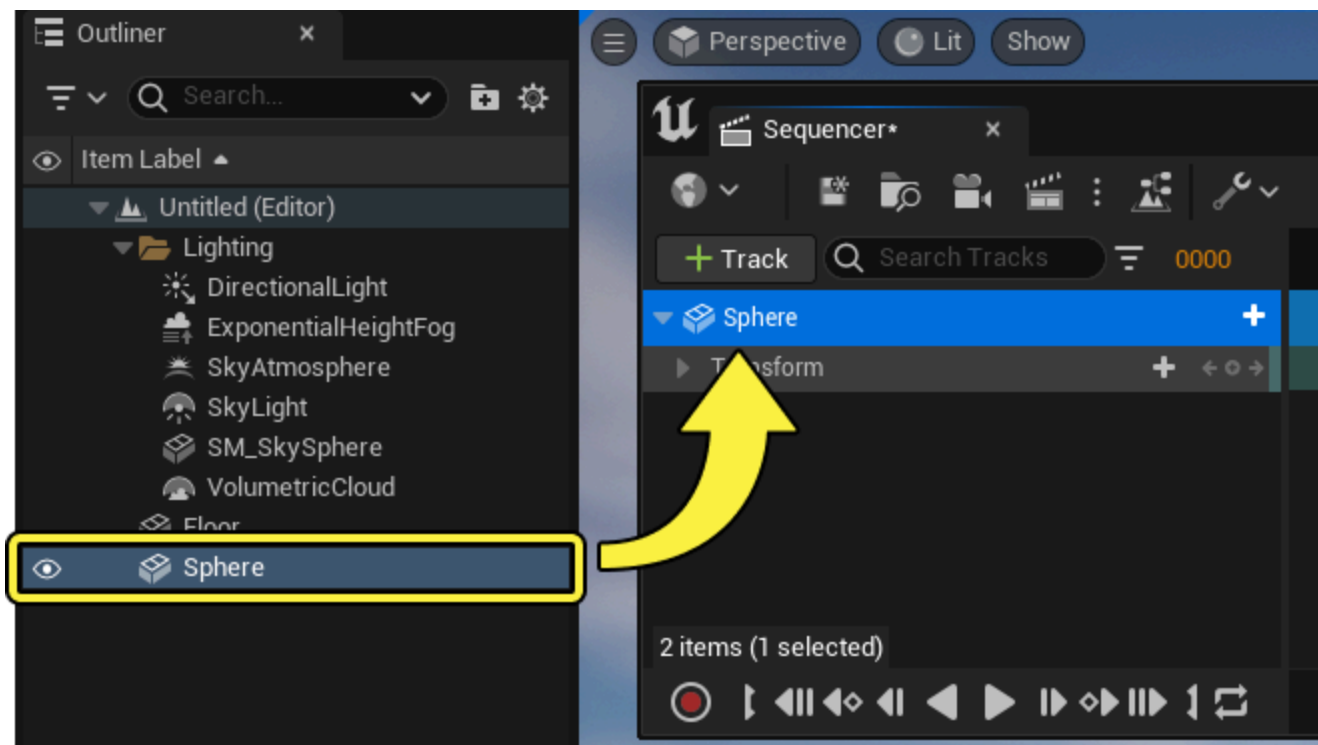 Outliner
Search...
Item Label
Untitled (Editor)
Lighting
DirectionalLight
ExponentialHeightFog
SkyAtmosphere
SkyLight
SM_SkySphere
VolumetricCloud
Floor
Sphere
Perspective
Lit
Show
Sequencer*
Track
Search Tracks
0000
Sphere
Transform
2 items (1 selected)